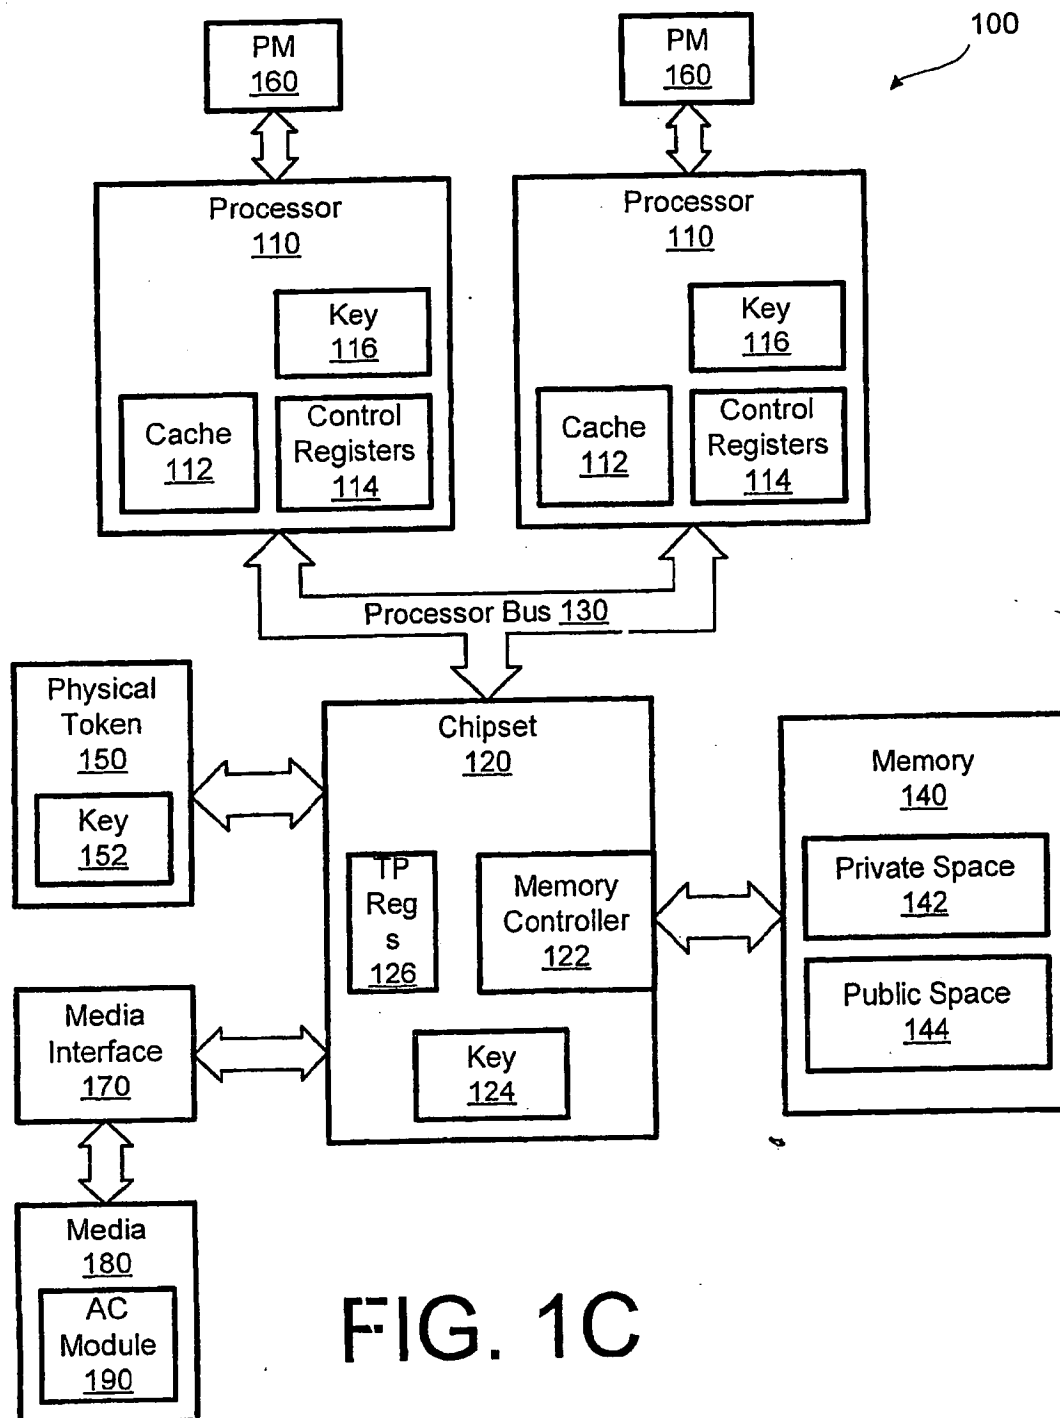 100
PM
160
PM
160
Processor
110
Key
116
Cache
112
Control
Registers
114
Processor
110
Key
116
Cache
112
Control
Registers
114
Processor Bus 130
Physical
Token
150
Key
152
Chipset
120
TP
Reg
s
126
Memory
Controller
122
Key
124
Memory
140
Private Space
142
Public Space
144
Media
Interface
170
Media
180
AC
Module
190
FIG. 1C